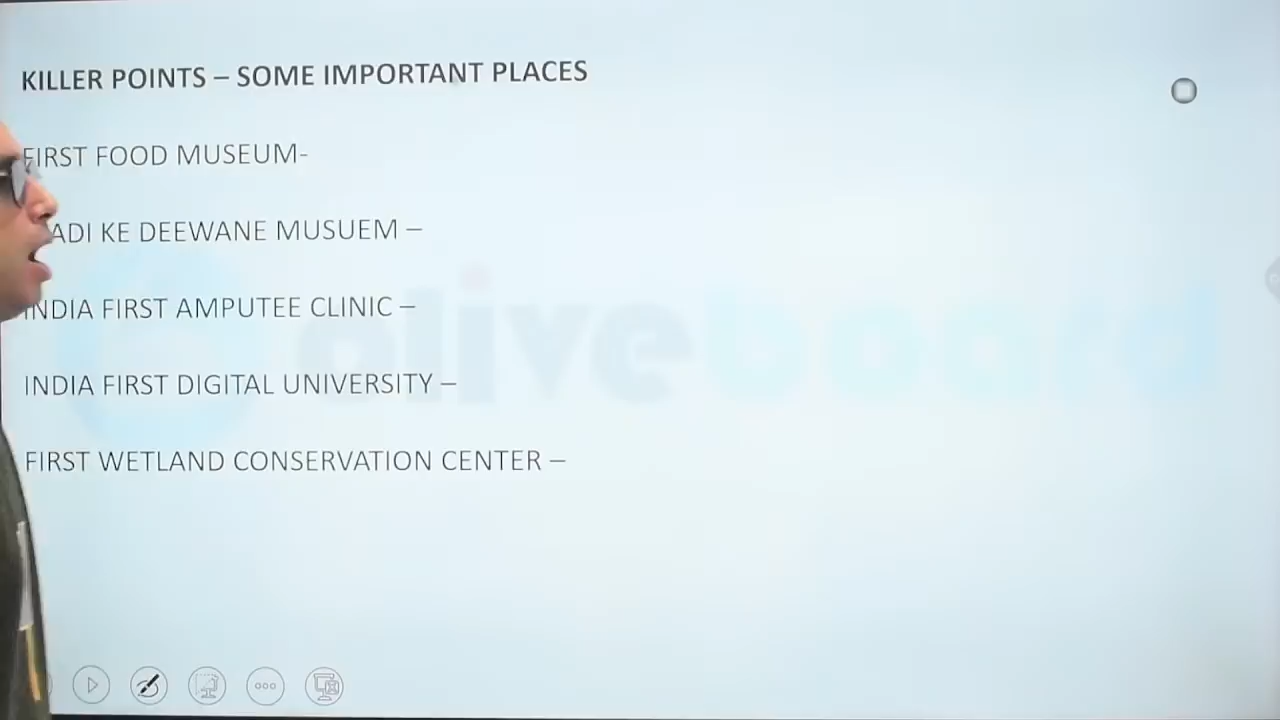 KILLER POINTS – SOME IMPORTANT PLACES
FIRST FOOD MUSEUM-
KE DEEWANE MUSUEM –
INDIA FIRST AMPUTEE CLINIC –
INDIA FIRST DIGITAL UNIVERSITY –
FIRST WETLAND CONSERVATION CENTER –
oliveboard